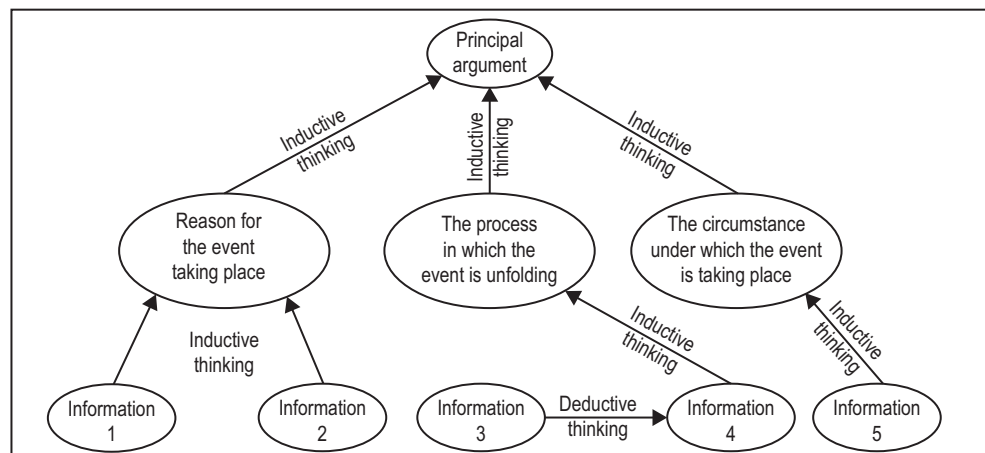 Principal
argument
Inductive
thinking
Inductive
thinking
Inductive
thinking
Reason for
the event
taking place
The process
in which the
event is unfolding
The circumstance
under which the event
is taking place
Inductive
thinking
Inductive
thinking
Inductive
thinking
Information
1
Information
2
Information
3
Deductive
thinking
Information
4
Information
5